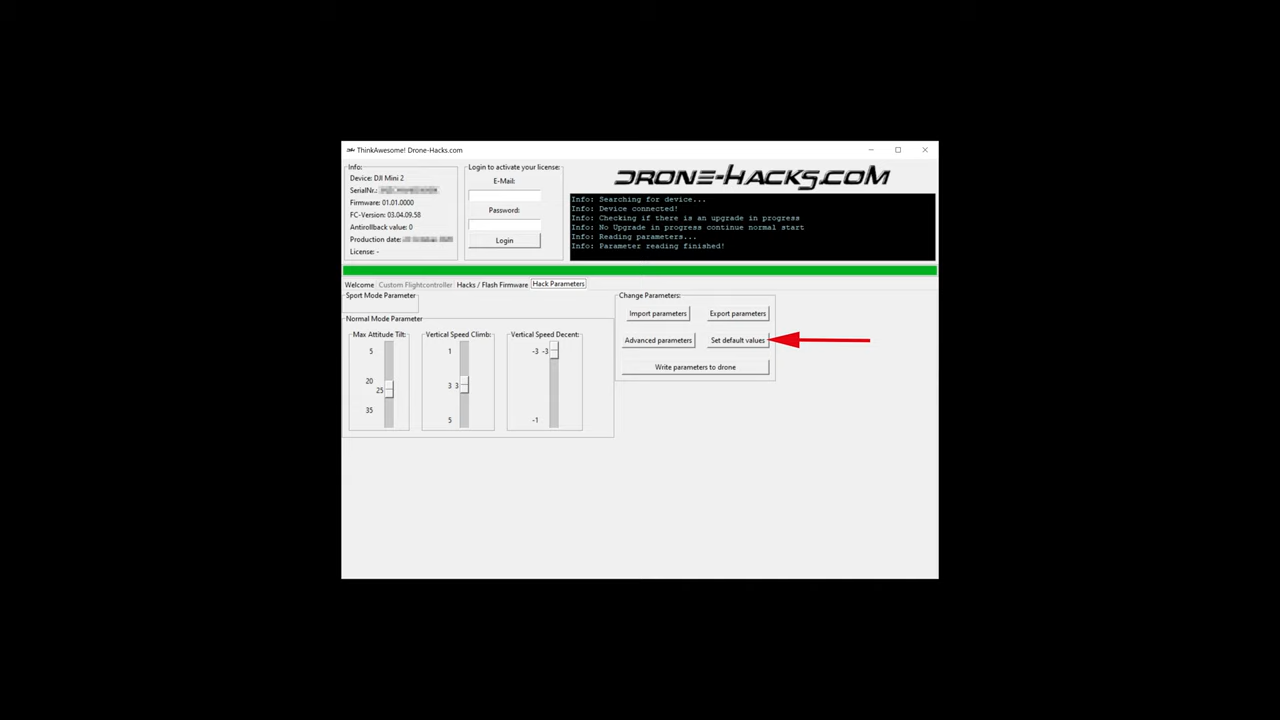 ThinkAwesome! Drone-Hacks.com
Info:
Device: DJI Mini 2
SerialNr.:
Firmware: 01.01.0000
FC-Version: 03.04.09.58
Antirollback value: 0
Production date:
License: -
Login to activate your license:
E-Mail:
Password:
Login
DRONE-HACKS.COM
Info: Searching for device...
Info: Device connected!
Info: Checking if there is an upgrade in progress
Info: No Upgrade in progress continue normal start
Info: Reading parameters...
Info: Parameter reading finished!
Welcome Custom Flightcontroller Hacks / Flash Firmware Hack Parameters
Sport Mode Parameter
Normal Mode Parameter
Max Attitude Tilt:
5
20
25
35
Vertical Speed Climb:
1
3 3
5
Vertical Speed Decent:
-3 -3
-1
Change Parameters:
Import parameters Export parameters
Advanced parameters Set default values
Write parameters to drone